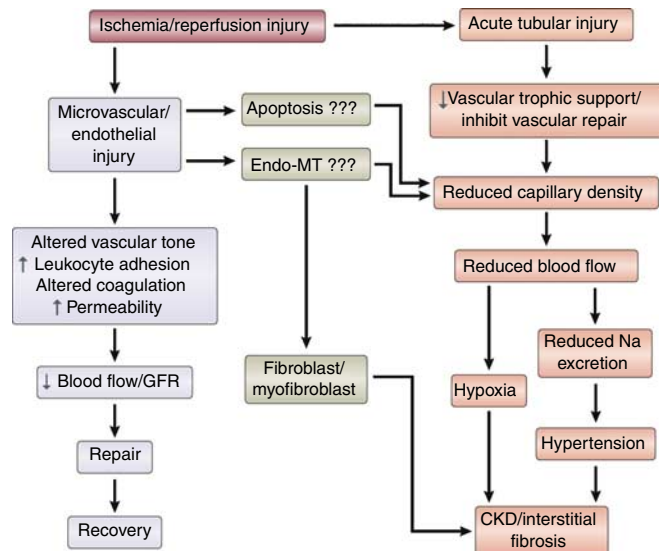 Ischemia/reperfusion injury
Acute tubular injury
Microvascular/
endothelial
injury
Apoptosis ???
↓Vascular trophic support/
inhibit vascular repair
Endo-MT ???
Reduced capillary density
Altered vascular tone
↑ Leukocyte adhesion
Altered coagulation
↑ Permeability
Reduced blood flow
Reduced Na
excretion
Fibroblast/
myofibroblast
↓ Blood flow/GFR
Hypoxia
Hypertension
Repair
Recovery
CKD/interstitial
fibrosis